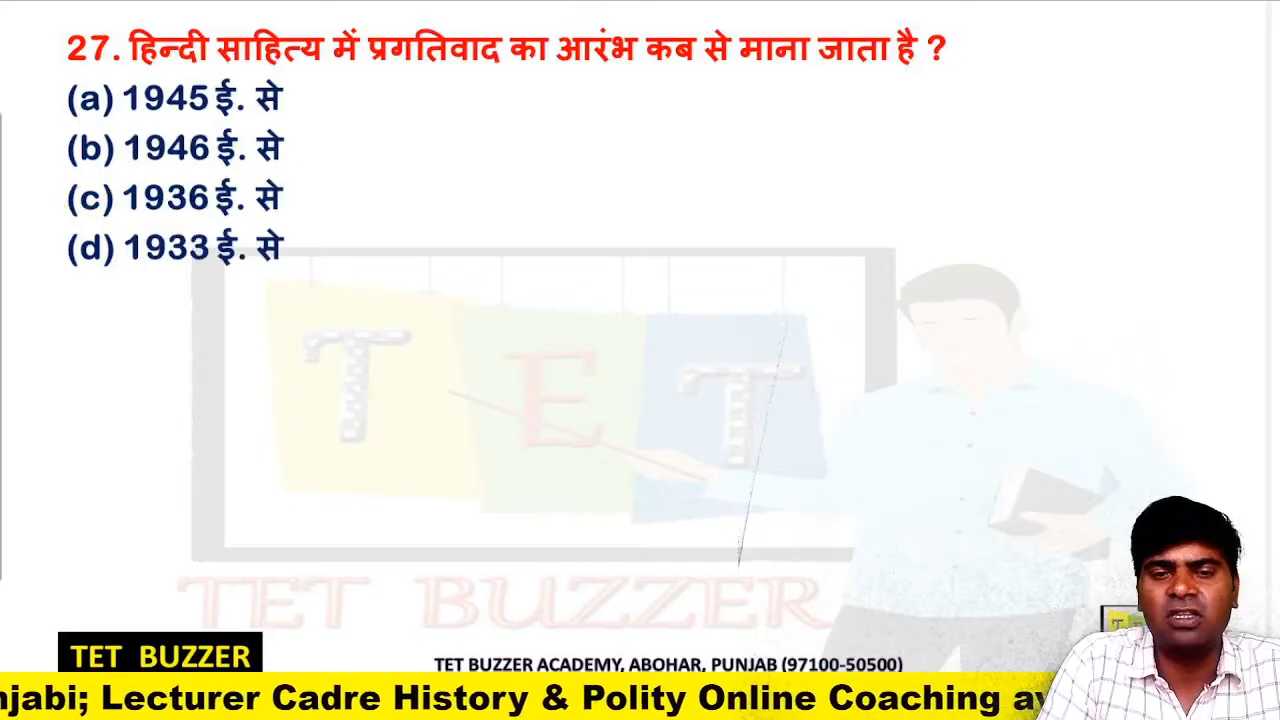 27. हिन्दी साहित्य में प्रगतिवाद का आरंभ कब से माना जाता है ?
(a) 1945 ई. से
(b) 1946 ई. से
(c) 1936 ई. से
(d) 1933 ई. से
T E T
TET BUZZER
TET BUZZER
TET BUZZER ACADEMY, ABOHAR, PUNJAB (97100-50500)
njabi; Lecturer Cadre History & Polity Online Coaching av